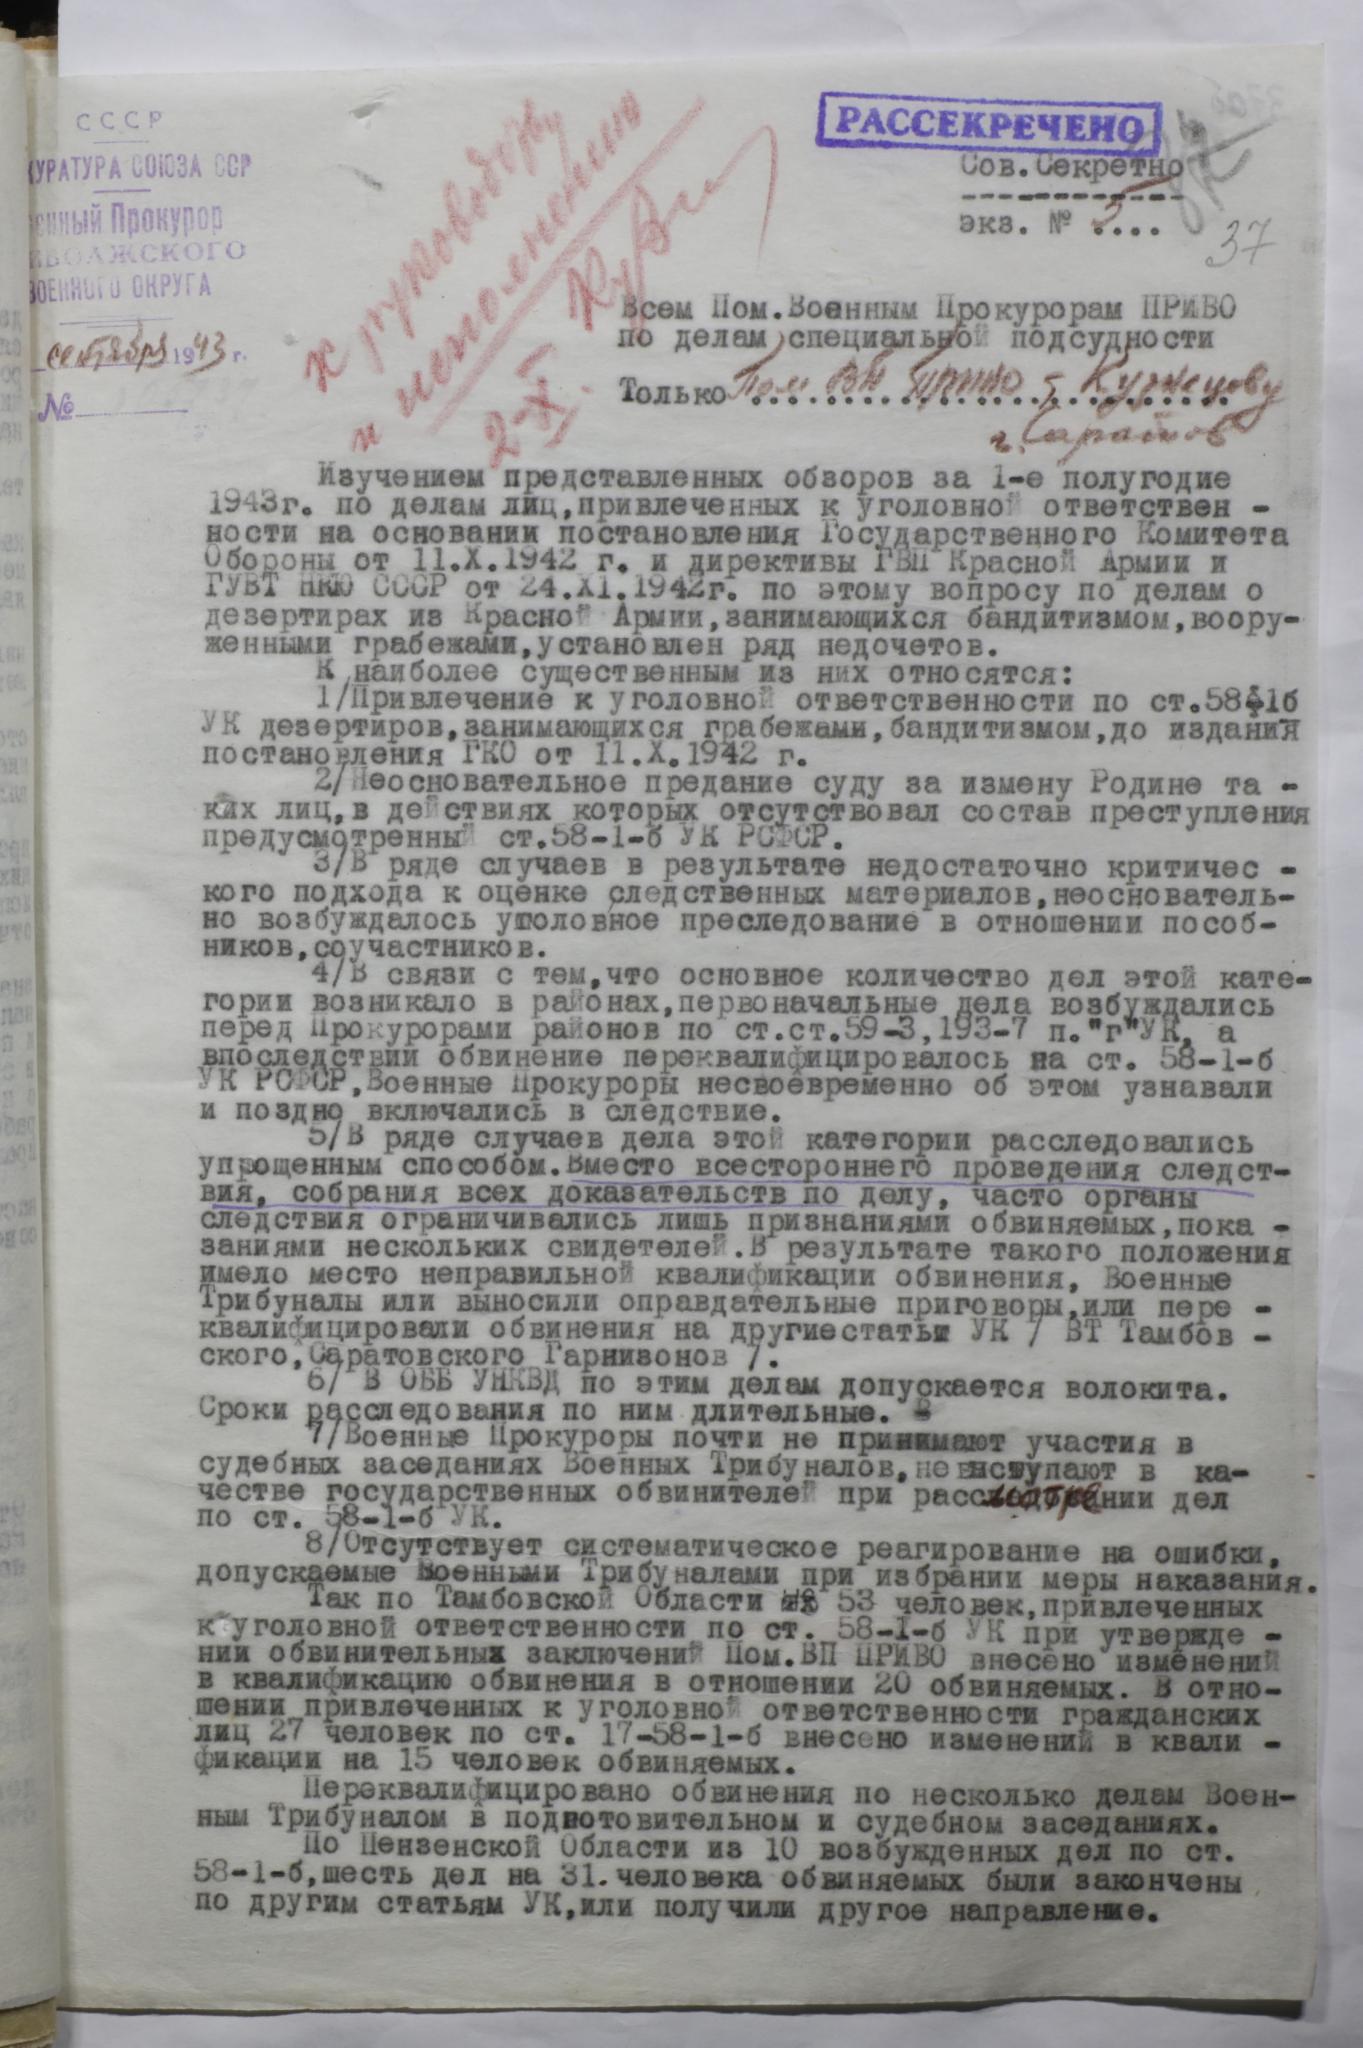 СССР
КУРАТУРА СОЮЗА ССР
енный Прокурор
ИВОЛЖСКОГО
ВОЕННОГО ОКРУГА
сентября 1943 г.
№
к руководству
и исполнению
2-X.
РАССЕКРЕЧЕНО
Сов.Секретно
экз. № 5....
37
Всем Пом.Военным Прокурорам ПРИВО
по делам специальной подсудности
Только Пом ВП Приво т. Кузнецову
г. Саратов
Изучением представленных обзоров за 1-е полугодие
1943г. по делам лиц,привлеченных к уголовной ответствен -
ности на основании постановления Государственного Комитета
Обороны от 11.X.1942 г. и директивы ГВП Красной Армии и
ГУВТ НКЮ СССР от 24.XI.1942г. по этому вопросу по делам о
дезертирах из Красной Армии,занимающихся бандитизмом,воору-
женными грабежами,установлен ряд недочетов.
К наиболее существенным из них относятся:
1/Привлечение к уголовной ответственности по ст.58-1б
УК дезертиров,занимающихся грабежами,бандитизмом,до издания
постановления ГКО от 11.X.1942 г.
2/Неосновательное предание суду за измену Родине та -
ких лиц,в действиях которых отсутствовал состав преступления
предусмотренный ст.58-1-б УК РСФСР.
3/В ряде случаев в результате недостаточно критичес -
кого подхода к оценке следственных материалов,неоснователь-
но возбуждалось уголовное преследование в отношении пособ-
ников,соучастников.
4/В связи с тем,что основное количество дел этой кате-
гории возникало в районах,первоначальные дела возбуждались
перед Прокурорами районов по ст.ст.59-3,193-7 п."г"УК, а
впоследствии обвинение переквалифицировалось на ст. 58-1-б
УК РСФСР,Военные Прокуроры несвоевременно об этом узнавали
и поздно включались в следствие.
5/В ряде случаев дела этой категории расследовались
упрощенным способом.Вместо всестороннего проведения следст-
вия, собрания всех доказательств по делу, часто органы
следствия ограничивались лишь признаниями обвиняемых,пока -
заниями нескольких свидетелей.В результате такого положения
имело место неправильной квалификации обвинения, Военные
Трибуналы или выносили оправдательные приговоры,или пере -
квалифицировали обвинения на другиестатьи УК / ВТ Тамбов -
ского,Саратовского Гарнизонов /.
6/ В ОББ УНКВД по этим делам допускается волокита.
Сроки расследования по ним длительные.
7/Военные Прокуроры почти не принимают участия в
судебных заседаниях Военных Трибуналов,не выступают в ка-
честве государственных обвинителей при рассмотрении дел
по ст. 58-1-б УК.
8/Отсутствует систематическое реагирование на ошибки,
допускаемые Военными Трибуналами при избрании меры наказания.
Так по Тамбовской Области на 53 человек,привлеченных
к уголовной ответственности по ст. 58-1-б УК при утвержде -
нии обвинительных заключений Пом.ВП ПРИВО внесено изменений
в квалификацию обвинения в отношении 20 обвиняемых. В отно-
шении привлеченных к уголовной ответственности гражданских
лиц 27 человек по ст. 17-58-1-б внесено изменений в квали -
фикации на 15 человек обвиняемых.
Переквалифицировано обвинения по несколько делам Воен-
ным Трибуналом в подготовительном и судебном заседаниях.
По Пензенской Области из 10 возбужденных дел по ст.
58-1-б,шесть дел на 31.человека обвиняемых были закончены
по другим статьям УК,или получили другое направление.